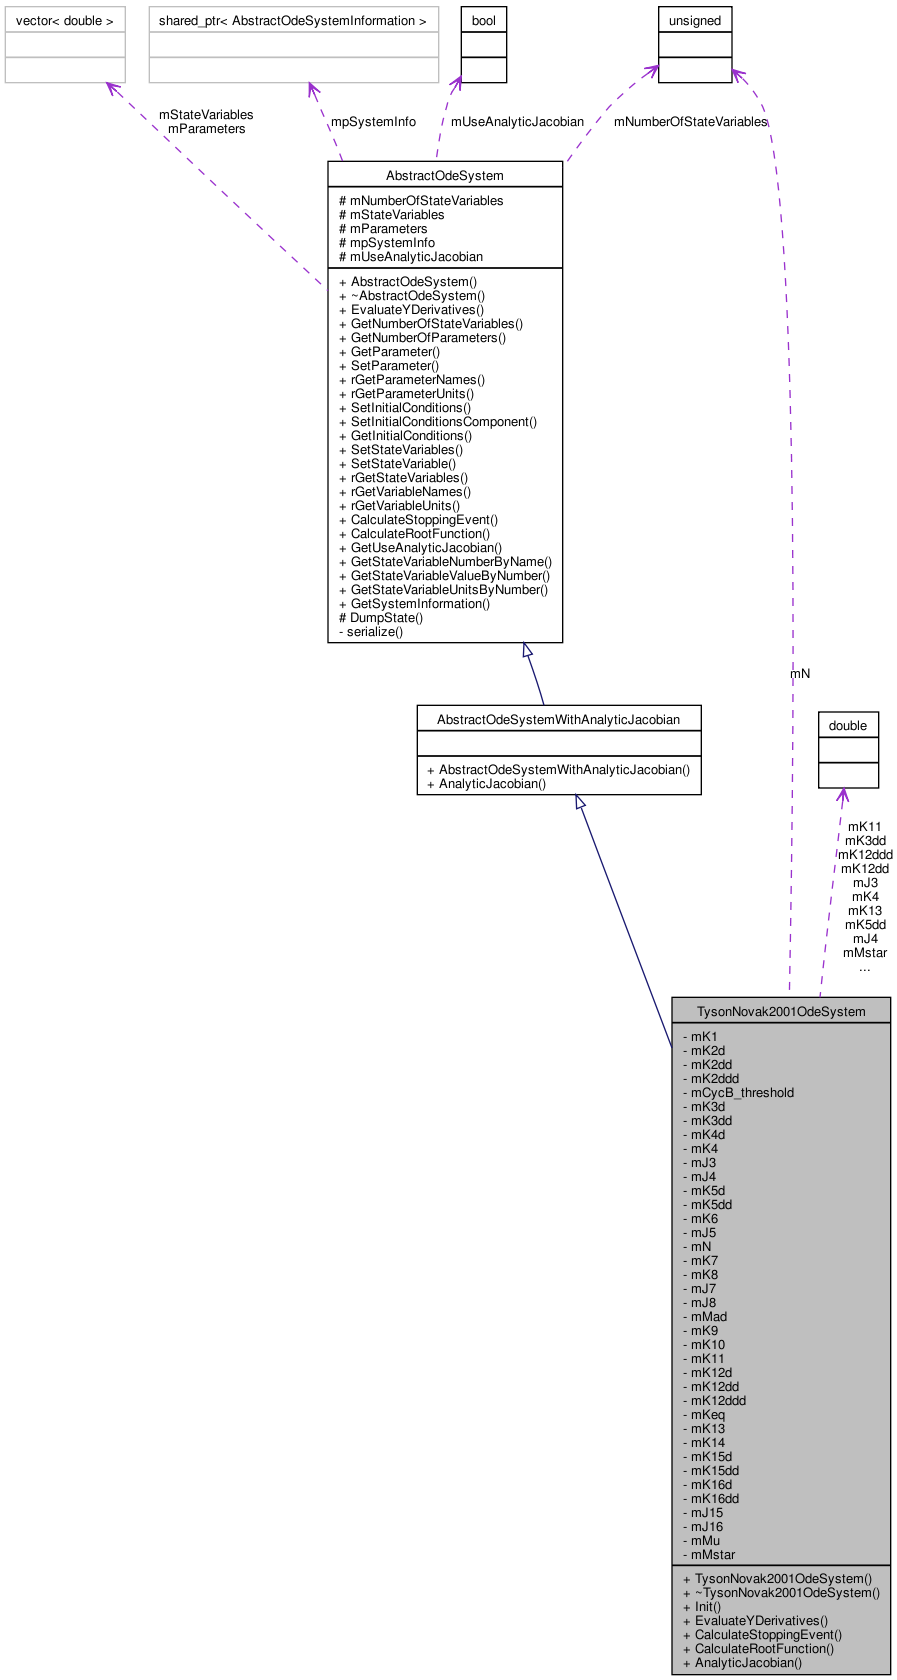 vector< double >
shared_ptr< AbstractOdeSystemInformation >
bool
unsigned
mStateVariables
mParameters
mpSystemInfo
mUseAnalyticJacobian
mNumberOfStateVariables
AbstractOdeSystem
# mNumberOfStateVariables
# mStateVariables
# mParameters
# mpSystemInfo
# mUseAnalyticJacobian
+ AbstractOdeSystem()
+ ~AbstractOdeSystem()
+ EvaluateYDerivatives()
+ GetNumberOfStateVariables()
+ GetNumberOfParameters()
+ GetParameter()
+ SetParameter()
+ rGetParameterNames()
+ rGetParameterUnits()
+ SetInitialConditions()
+ SetInitialConditionsComponent()
+ GetInitialConditions()
+ SetStateVariables()
+ SetStateVariable()
+ rGetStateVariables()
+ rGetVariableNames()
+ rGetVariableUnits()
+ CalculateStoppingEvent()
+ CalculateRootFunction()
+ GetUseAnalyticJacobian()
+ GetStateVariableNumberByName()
+ GetStateVariableValueByNumber()
+ GetStateVariableUnitsByNumber()
+ GetSystemInformation()
# DumpState()
- serialize()
mN
AbstractOdeSystemWithAnalyticJacobian
+ AbstractOdeSystemWithAnalyticJacobian()
+ AnalyticJacobian()
double
mK11
mK3dd
mK12ddd
mK12dd
mJ3
mK4
mK13
mK5dd
mJ4
mMstar
...
TysonNovak2001OdeSystem
- mK1
- mK2d
- mK2dd
- mK2ddd
- mCycB_threshold
- mK3d
- mK3dd
- mK4d
- mK4
- mJ3
- mJ4
- mK5d
- mK5dd
- mK6
- mJ5
- mN
- mK7
- mK8
- mJ7
- mJ8
- mMad
- mK9
- mK10
- mK11
- mK12d
- mK12dd
- mK12ddd
- mKeq
- mK13
- mK14
- mK15d
- mK15dd
- mK16d
- mK16dd
- mJ15
- mJ16
- mMu
- mMstar
+ TysonNovak2001OdeSystem()
+ ~TysonNovak2001OdeSystem()
+ Init()
+ EvaluateYDerivatives()
+ CalculateStoppingEvent()
+ CalculateRootFunction()
+ AnalyticJacobian()